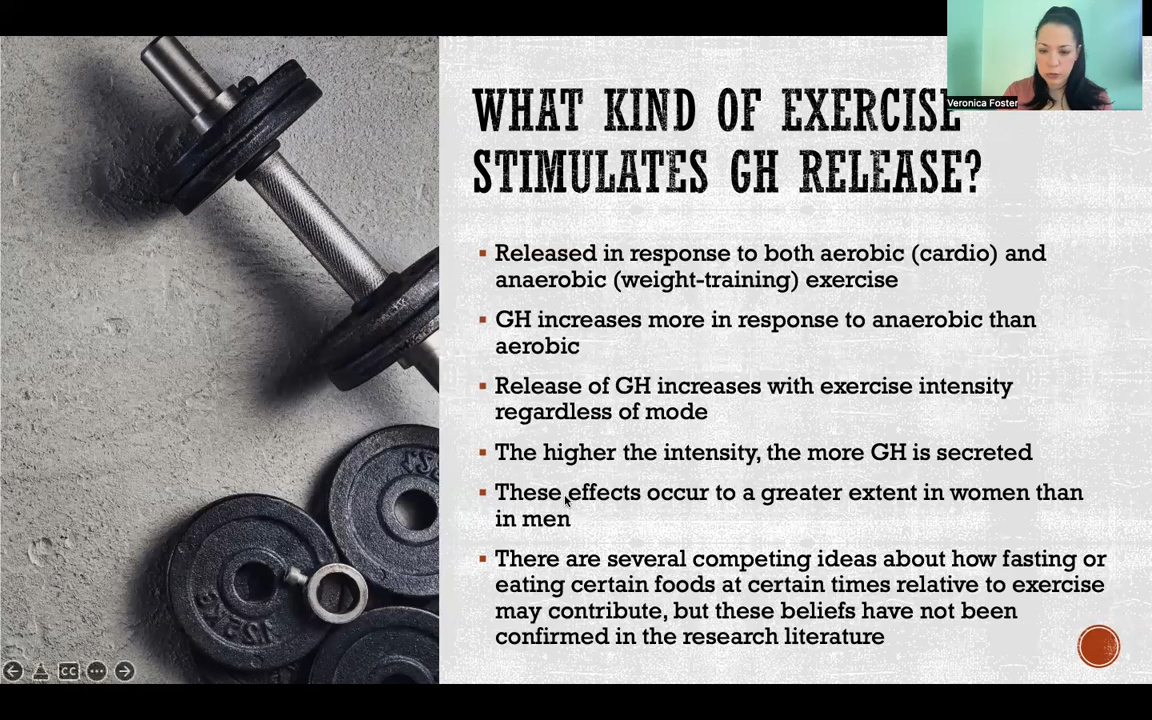 WHAT KIND OF EXERCISE
STIMULATES GH RELEASE?
Veronica Foster
Released in response to both aerobic (cardio) and
anaerobic (weight-training) exercise
GH increases more in response to anaerobic than
aerobic
Release of GH increases with exercise intensity
regardless of mode
The higher the intensity, the more GH is secreted
These effects occur to a greater extent in women than
in men
There are several competing ideas about how fasting or
eating certain foods at certain times relative to exercise
may contribute, but these beliefs have not been
confirmed in the research literature
CC